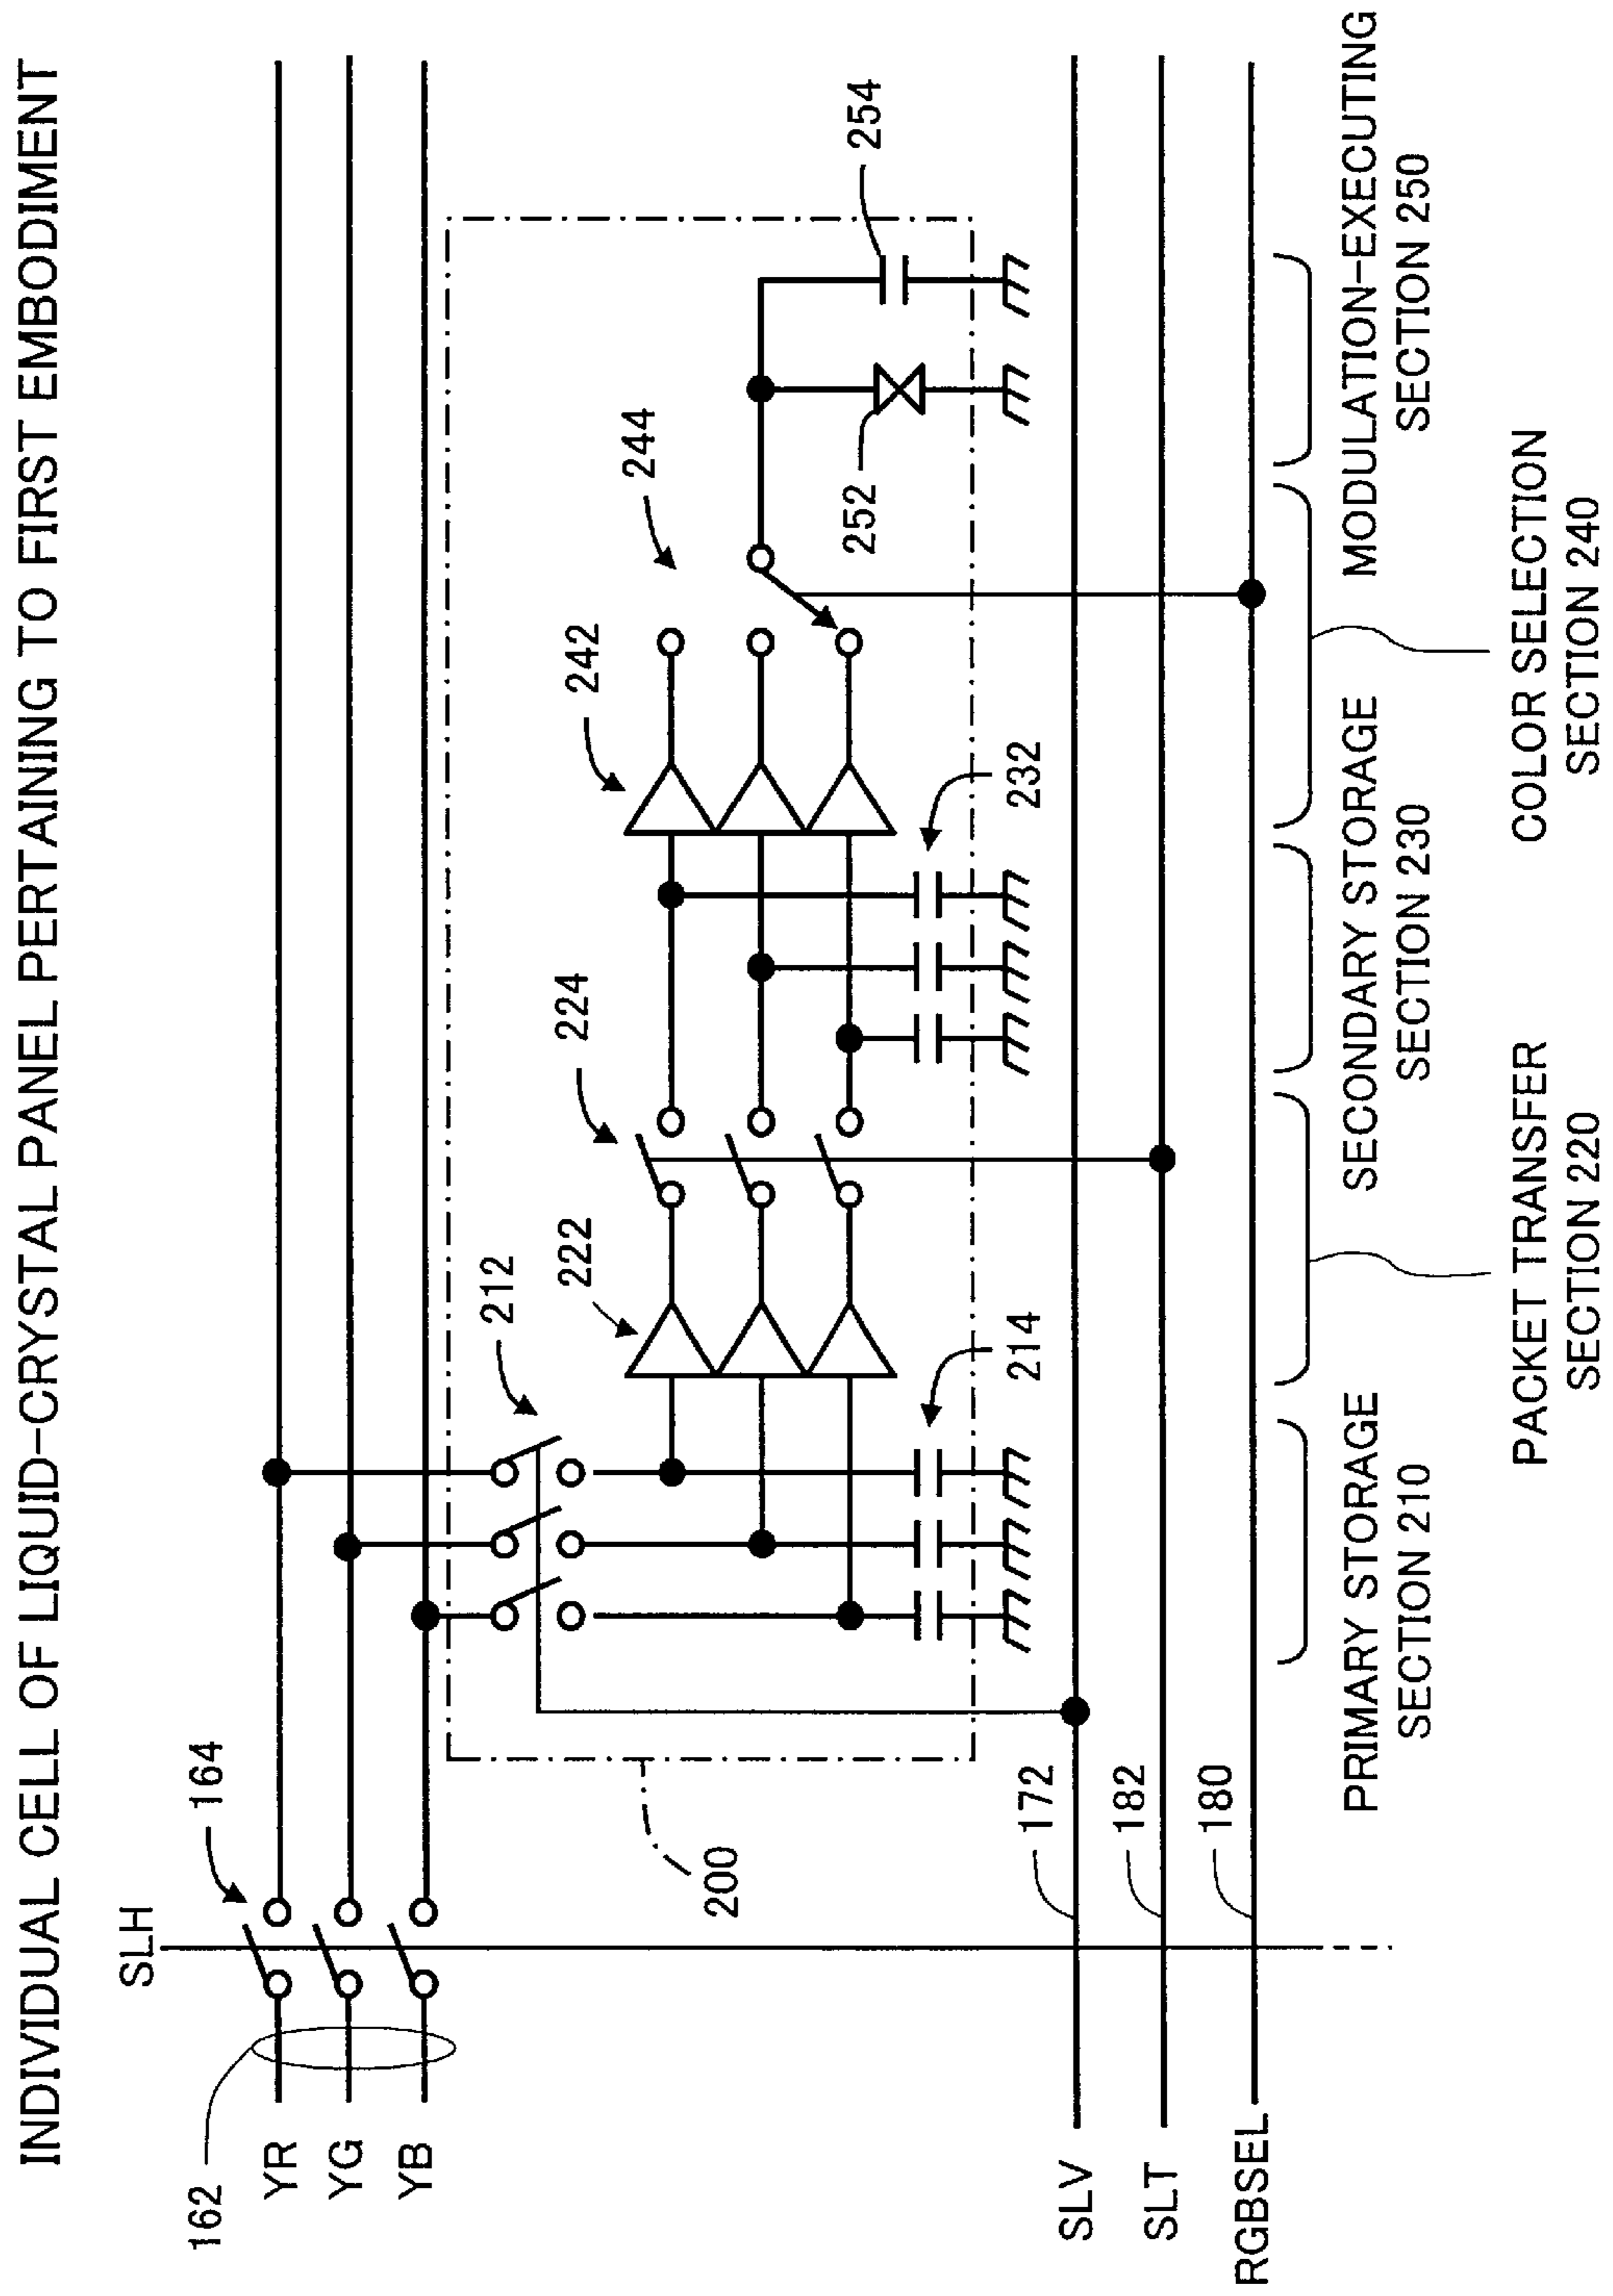 INDIVIDUAL CELL OF LIQUID-CRYSTAL PANEL PERTAINING TO FIRST EMBODIMENT
SLH
164
162
YR
YG
YB
212
222
224
242
244
254
252
214
232
200
172
182
180
SLV
SLT
RGBSEL
PRIMARY STORAGE
SECTION 210
PACKET TRANSFER
SECTION 220
SECONDARY STORAGE
SECTION 230
COLOR SELECTION
SECTION 240
MODULATION-EXECUTING
SECTION 250